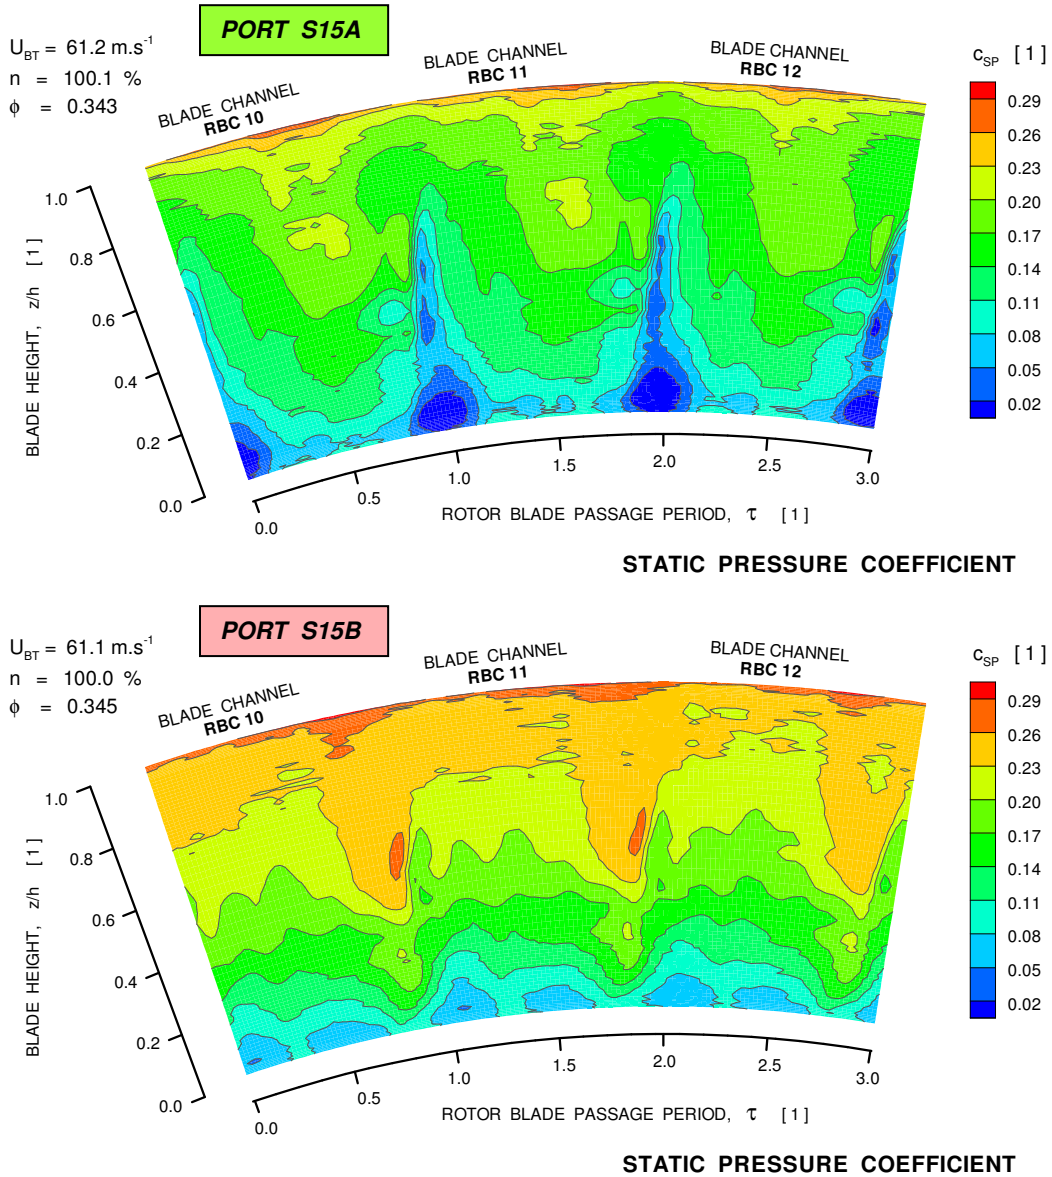 PORT S15A
U_BT = 61.2 m.s⁻¹
n = 100.1 %
ϕ = 0.343
BLADE CHANNEL
RBC 10
BLADE CHANNEL
RBC 11
BLADE CHANNEL
RBC 12
c_SP [ 1 ]
0.29
0.26
0.23
0.20
0.17
0.14
0.11
0.08
0.05
0.02
BLADE HEIGHT, z/h [ 1 ]
1.0
0.8
0.6
0.4
0.2
0.0
0.0
0.5
1.0
1.5
2.0
2.5
3.0
ROTOR BLADE PASSAGE PERIOD, τ [ 1 ]
STATIC PRESSURE COEFFICIENT
PORT S15B
U_BT = 61.1 m.s⁻¹
n = 100.0 %
ϕ = 0.345
BLADE CHANNEL
RBC 10
BLADE CHANNEL
RBC 11
BLADE CHANNEL
RBC 12
c_SP [ 1 ]
0.29
0.26
0.23
0.20
0.17
0.14
0.11
0.08
0.05
0.02
BLADE HEIGHT, z/h [ 1 ]
1.0
0.8
0.6
0.4
0.2
0.0
0.0
0.5
1.0
1.5
2.0
2.5
3.0
ROTOR BLADE PASSAGE PERIOD, τ [ 1 ]
STATIC PRESSURE COEFFICIENT